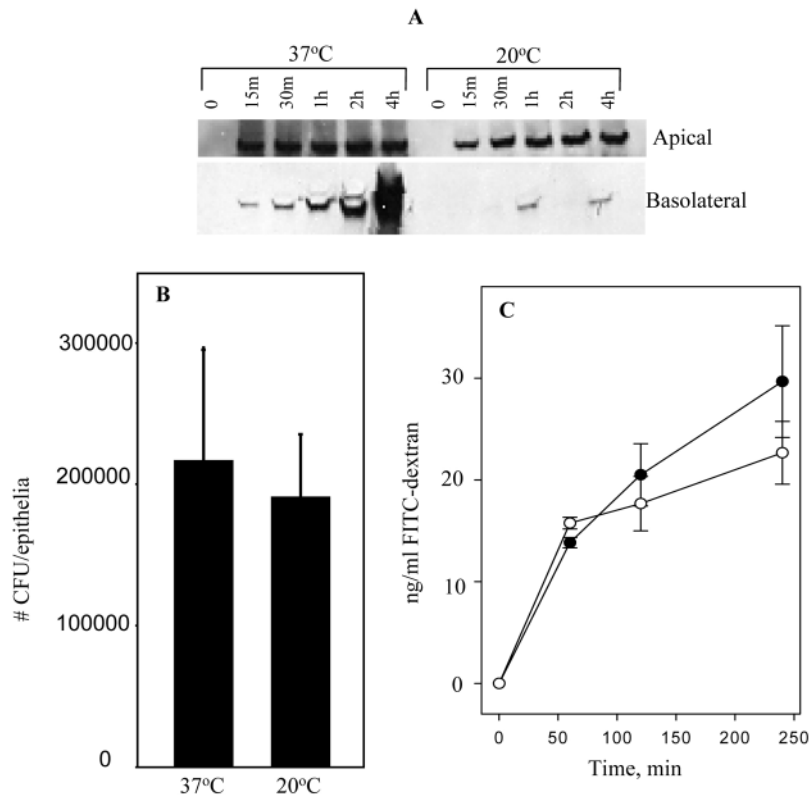 A
37°C 20°C
0 15m 30m 1h 2h 4h 0 15m 30m 1h 2h 4h
Apical
Basolateral
B
# CFU/epithelia
300000
200000
100000
0
37°C 20°C
C
ng/ml FITC-dextran
30
20
10
0
0 50 100 150 200 250
Time, min